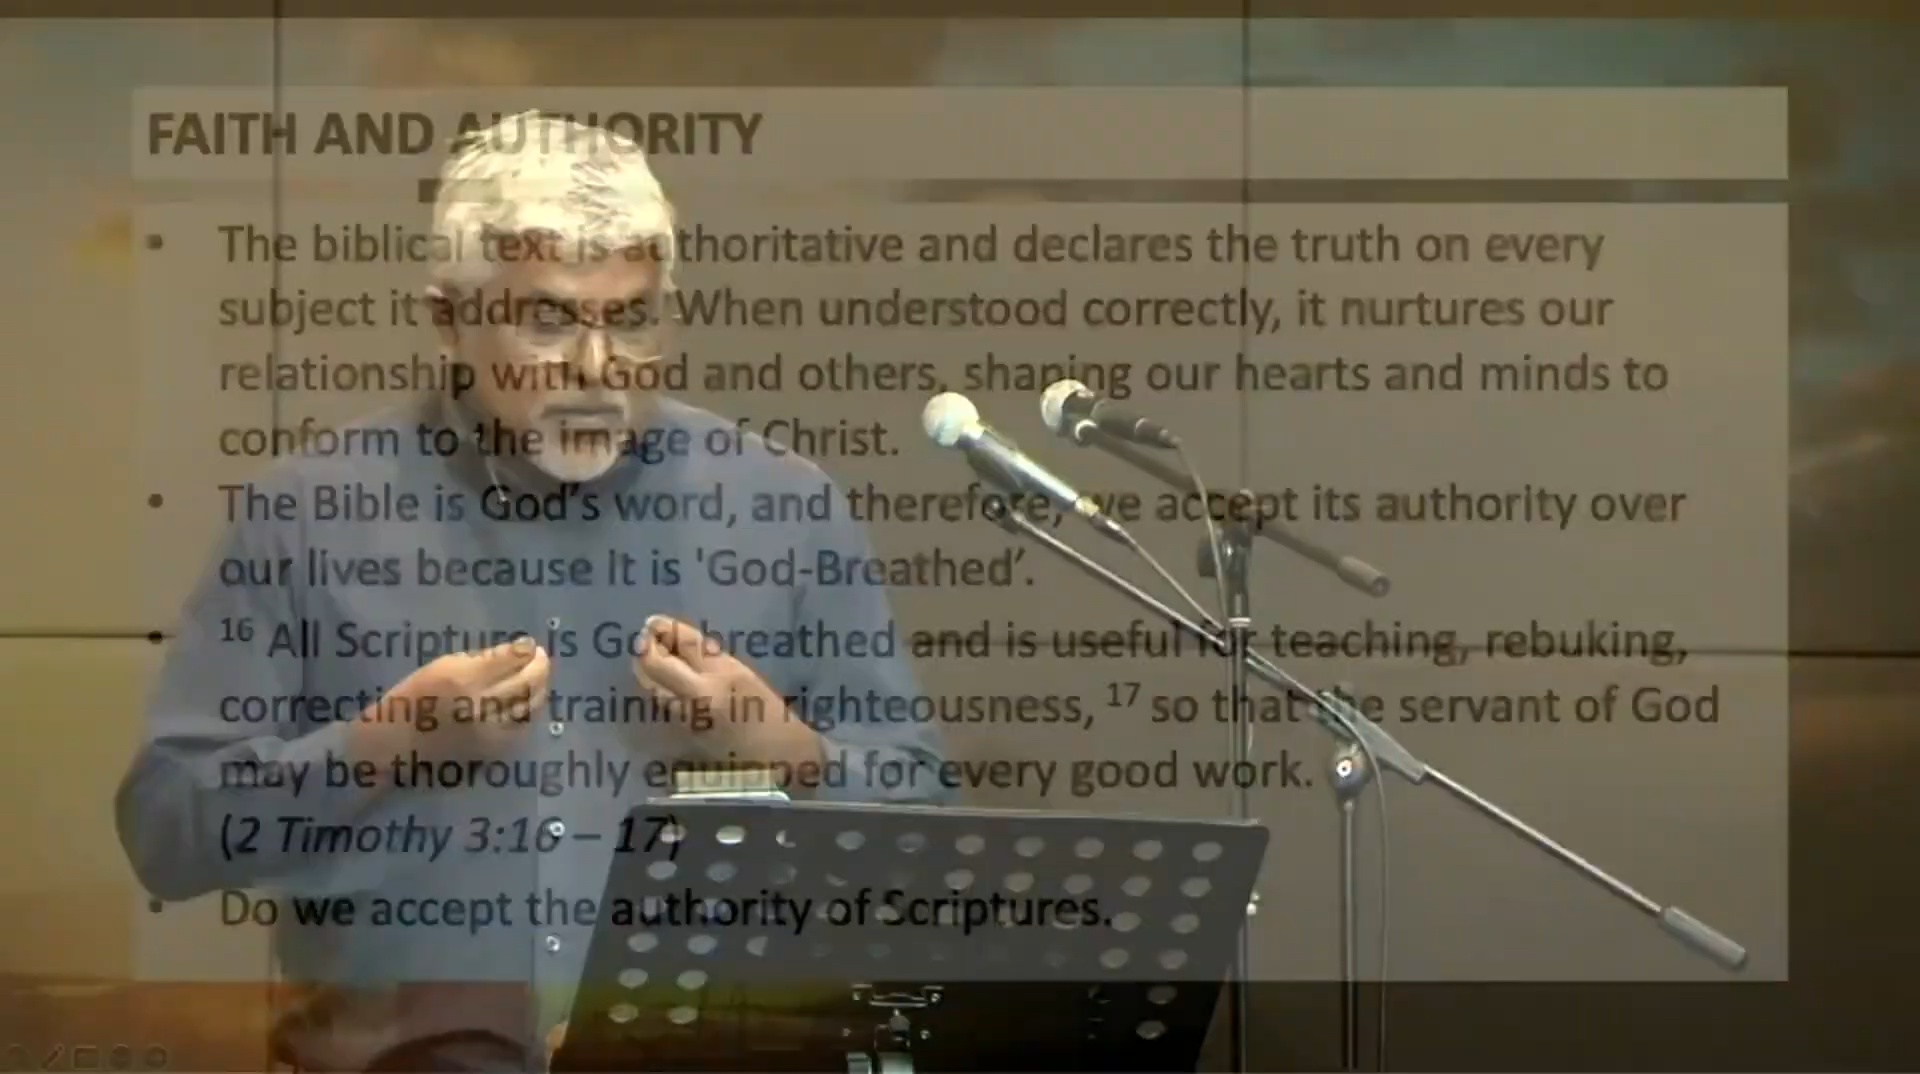 FAITH AND AUTHORITY
• The biblical text is authoritative and declares the truth on every
subject it addresses. When understood correctly, it nurtures our
relationship with God and others, shaping our hearts and minds to
conform to the image of Christ.
• The Bible is God's word, and therefore, we accept its authority over
our lives because it is 'God-Breathed'.
• 16 All Scripture is God-breathed and is useful for teaching, rebuking,
correcting and training in righteousness, 17 so that the servant of God
may be thoroughly equipped for every good work.
(2 Timothy 3:16 – 17)
• Do we accept the authority of Scriptures.